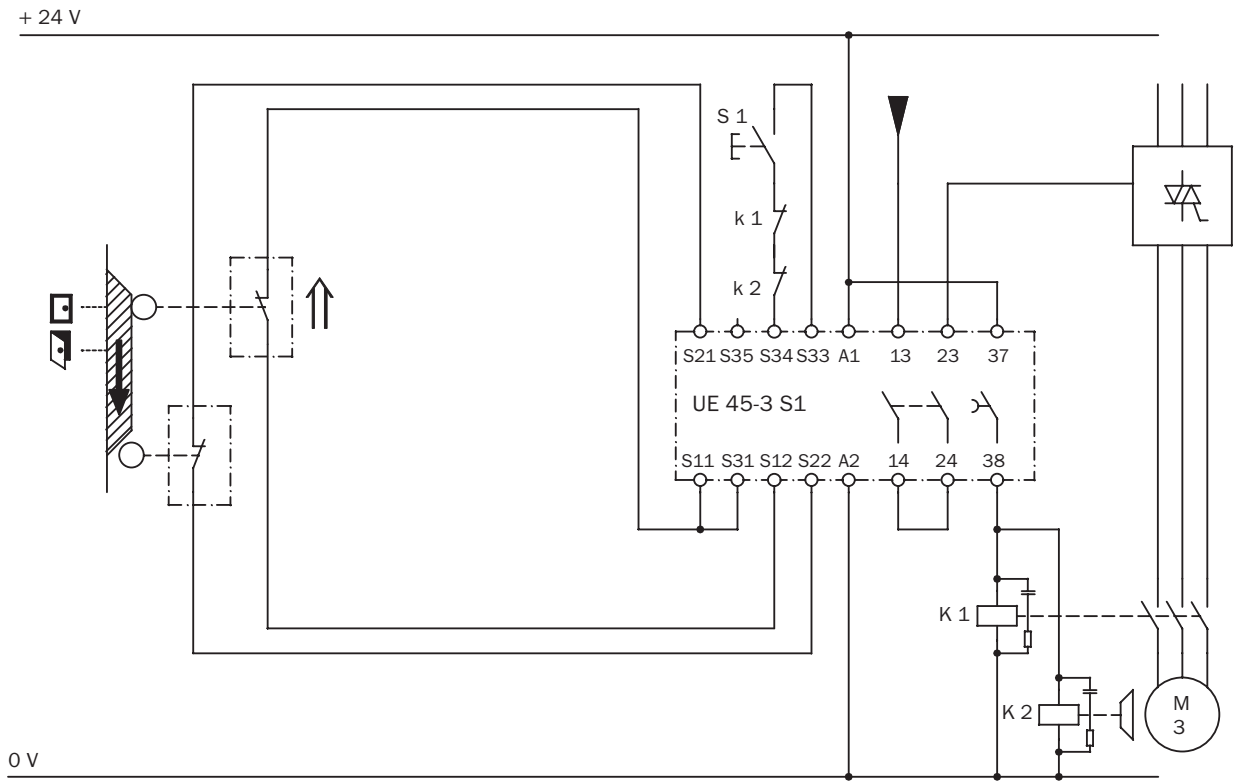 + 24 V
S 1
k 1
k 2
S21 S35 S34 S33 A1 13 23 37
UE 45-3 S1
S11 S31 S12 S22 A2 14 24 38
K 1
K 2
M
3
0 V